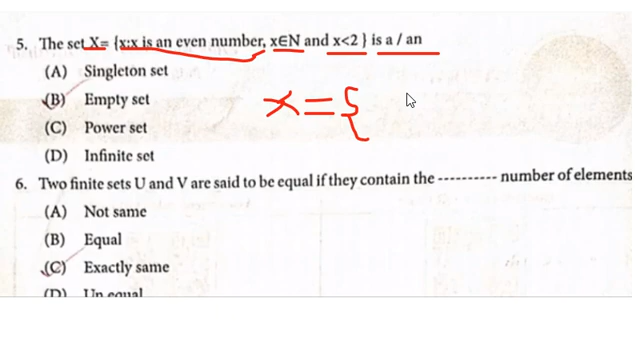 5. The set X= {x:x is an even number, x∈N and x<2 } is a / an
(A) Singleton set
(B) Empty set
x={
(C) Power set
(D) Infinite set
6. Two finite sets U and V are said to be equal if they contain the ---------- number of elements
(A) Not same
(B) Equal
(C) Exactly same
(D) Un equal